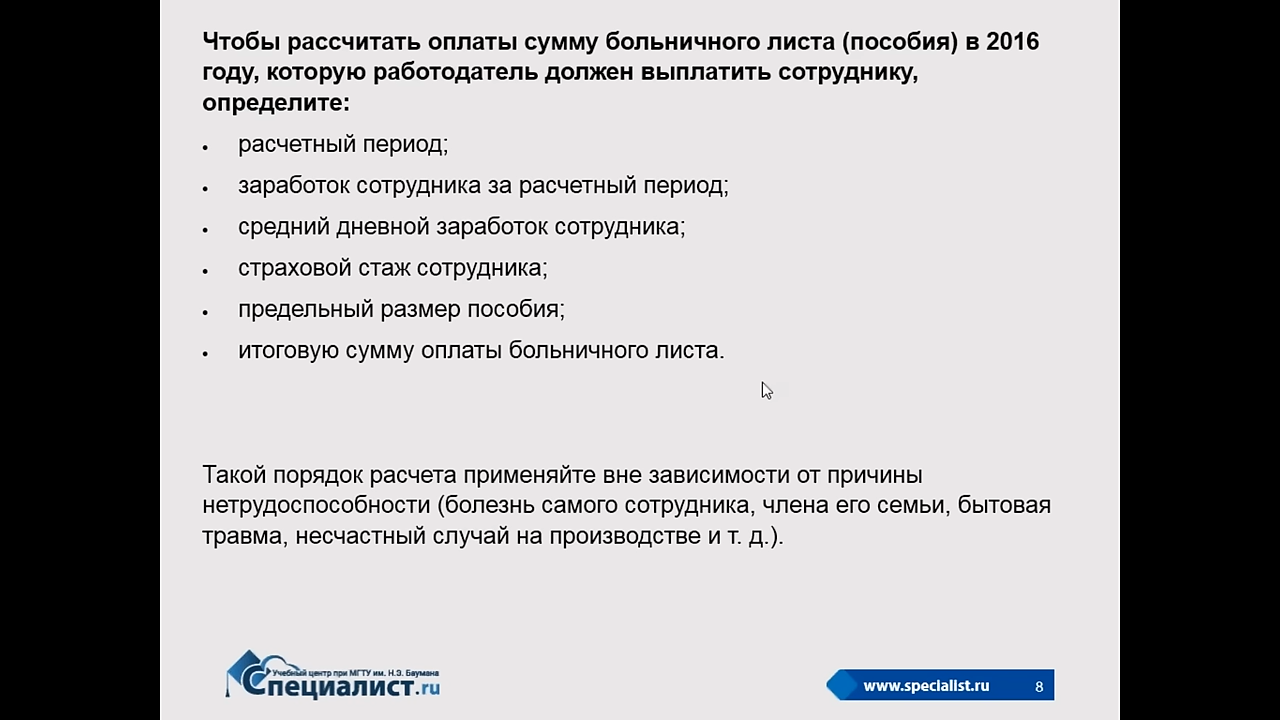 Чтобы рассчитать оплаты сумму больничного листа (пособия) в 2016
году, которую работодатель должен выплатить сотруднику,
определите:
• расчетный период;
• заработок сотрудника за расчетный период;
• средний дневной заработок сотрудника;
• страховой стаж сотрудника;
• предельный размер пособия;
• итоговую сумму оплаты больничного листа.
Такой порядок расчета применяйте вне зависимости от причины
нетрудоспособности (болезнь самого сотрудника, члена его семьи, бытовая
травма, несчастный случай на производстве и т. д.).
Учебный центр при МГТУ им. Н.Э. Баумана
Специалист.ru
www.specialist.ru 8